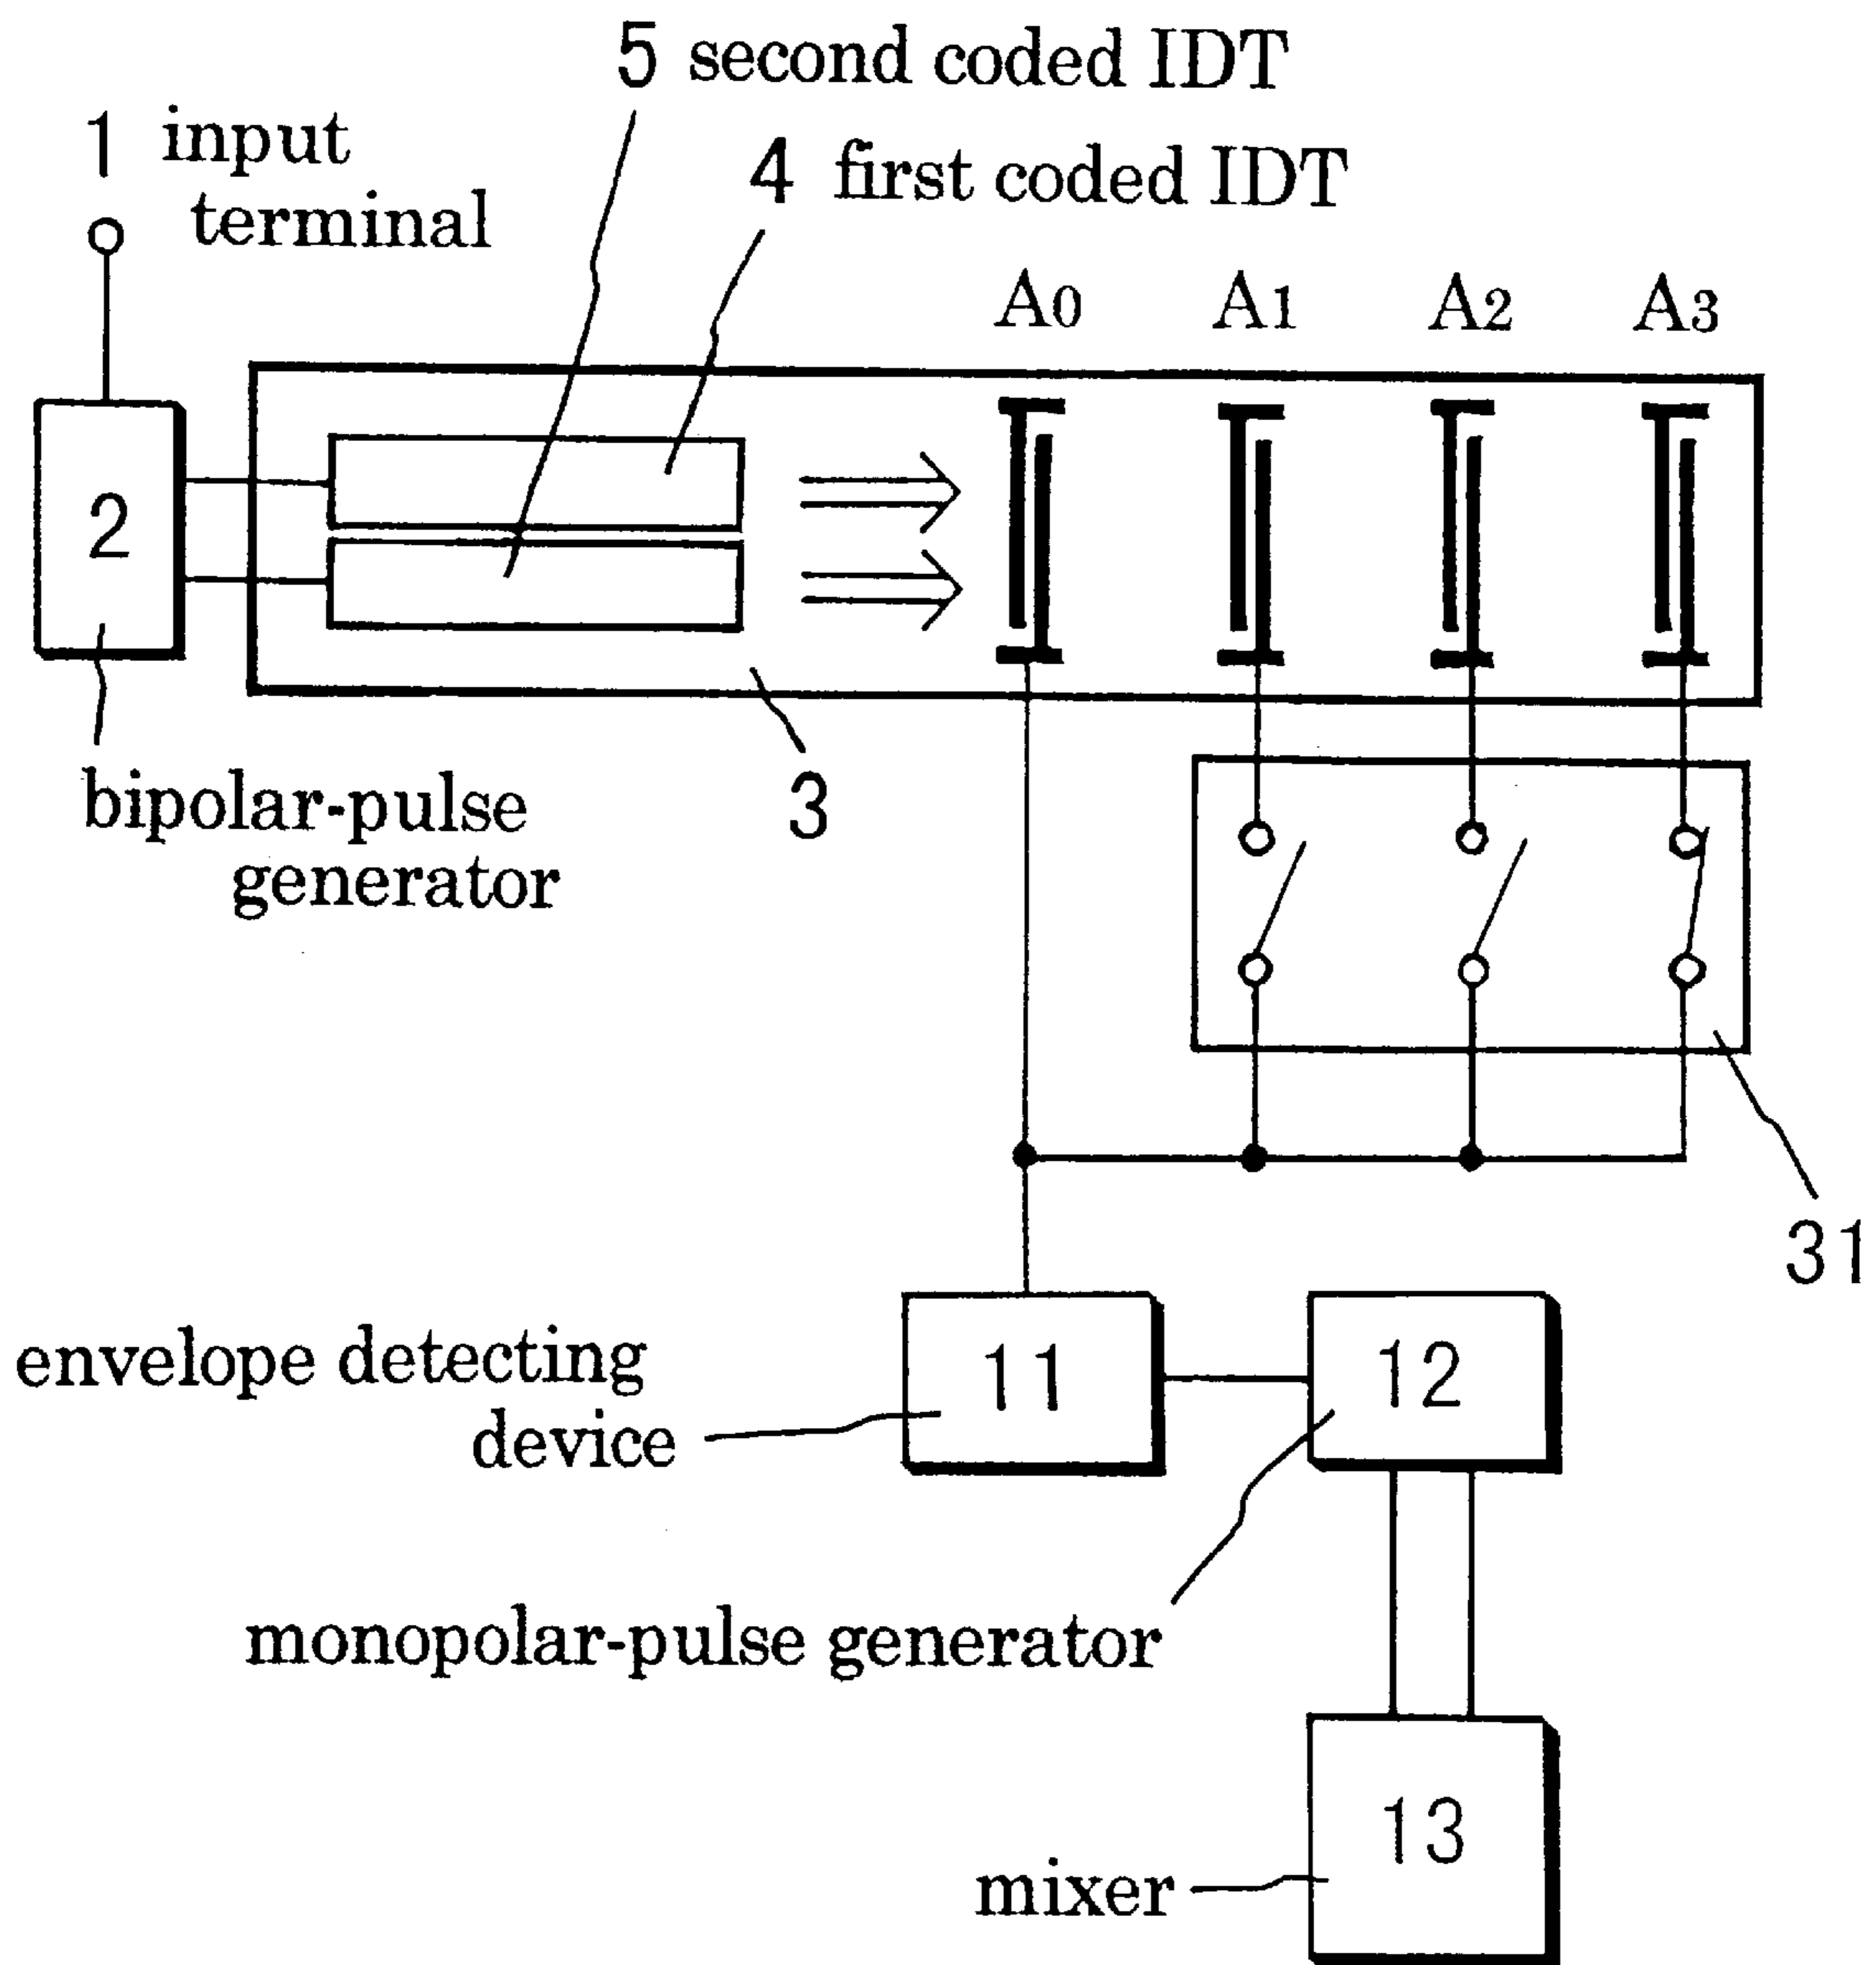 5 second coded IDT
1 input
terminal
4 first coded IDT
A0 A1 A2 A3
2
bipolar-pulse
generator
3
31
envelope detecting
device
11
12
monopolar-pulse generator
13
mixer